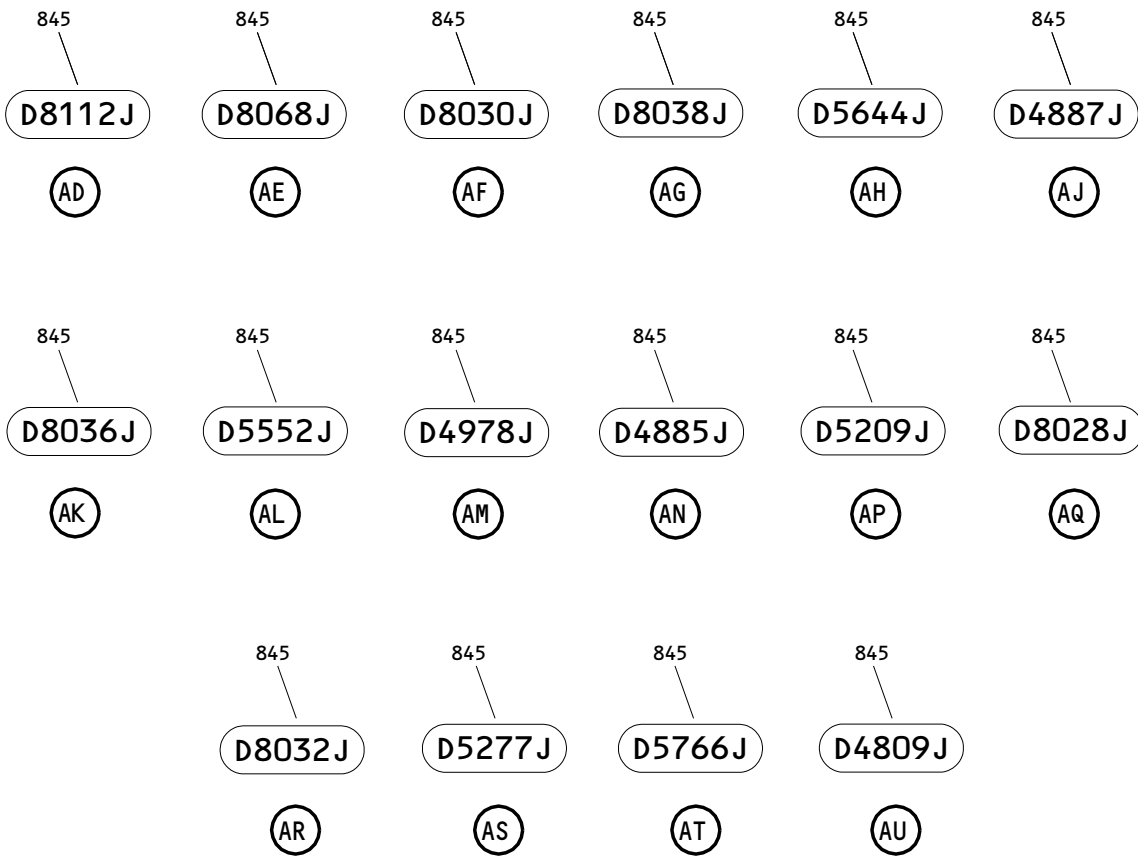 845 845 845 845 845 845
D8112J D8068J D8030J D8038J D5644J D4887J
AD AE AF AG AH AJ
845 845 845 845 845 845
D8036J D5552J D4978J D4885J D5209J D8028J
AK AL AM AN AP AQ
845 845 845 845
D8032J D5277J D5766J D4809J
AR AS AT AU